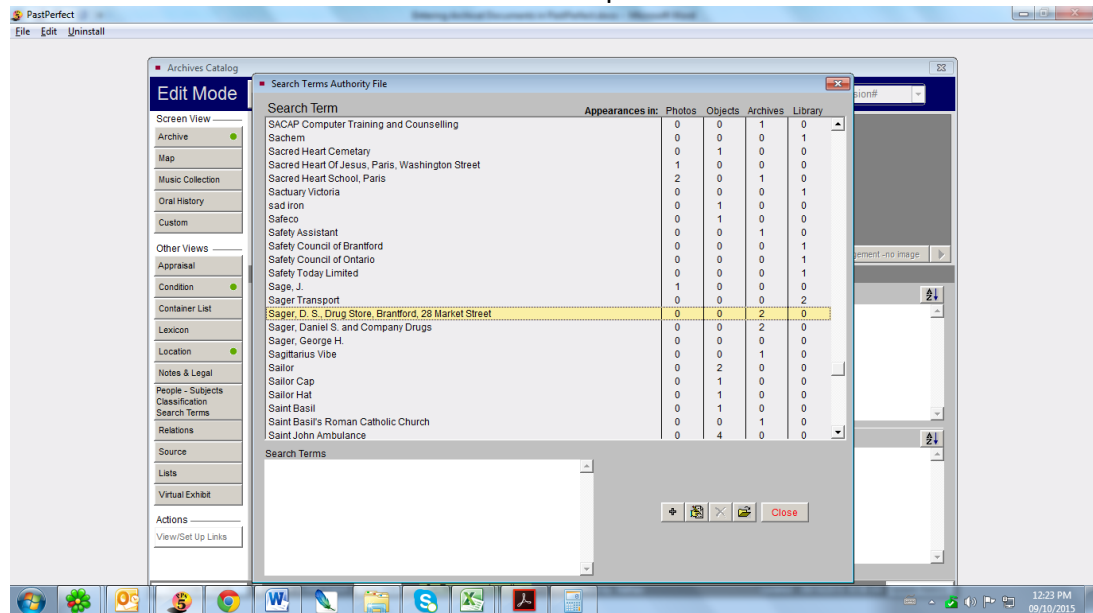 PastPerfect
File Edit Uninstall
Archives Catalog
Edit Mode
Screen View
Archive
Map
Music Collection
Oral History
Custom
Other Views
Appraisal
Condition
Container List
Lexicon
Location
Notes & Legal
People - Subjects
Classification
Search Terms
Relations
Source
Lists
Virtual Exhibit
Actions
View/Set Up Links
Search Terms Authority File
Search Term Appearances in: Photos Objects Archives Library
SACAP Computer Training and Counselling 0 0 1 0
Sachem 0 0 0 1
Sacred Heart Cemetary 0 1 0 0
Sacred Heart Of Jesus, Paris, Washington Street 1 0 0 0
Sacred Heart School, Paris 2 0 1 0
Sactuary Victoria 0 0 0 1
sad iron 0 1 0 0
Safeco 0 1 0 0
Safety Assistant 0 0 1 0
Safety Council of Brantford 0 0 0 1
Safety Council of Ontario 0 0 0 1
Safety Today Limited 0 0 0 1
Sage, J. 1 0 0 0
Sager Transport 0 0 0 2
Sager, D. S., Drug Store, Brantford, 28 Market Street 0 0 2 0
Sager, Daniel S. and Company Drugs 0 0 2 0
Sager, George H. 0 0 0 0
Sagittarius Vibe 0 0 1 0
Sailor 0 2 0 0
Sailor Cap 0 1 0 0
Sailor Hat 0 1 0 0
Saint Basil 0 1 0 0
Saint Basil's Roman Catholic Church 0 0 1 0
Saint John Ambulance 0 4 0 0
Search Terms
Close
sion#
gement -no image
12:23 PM
09/10/2015